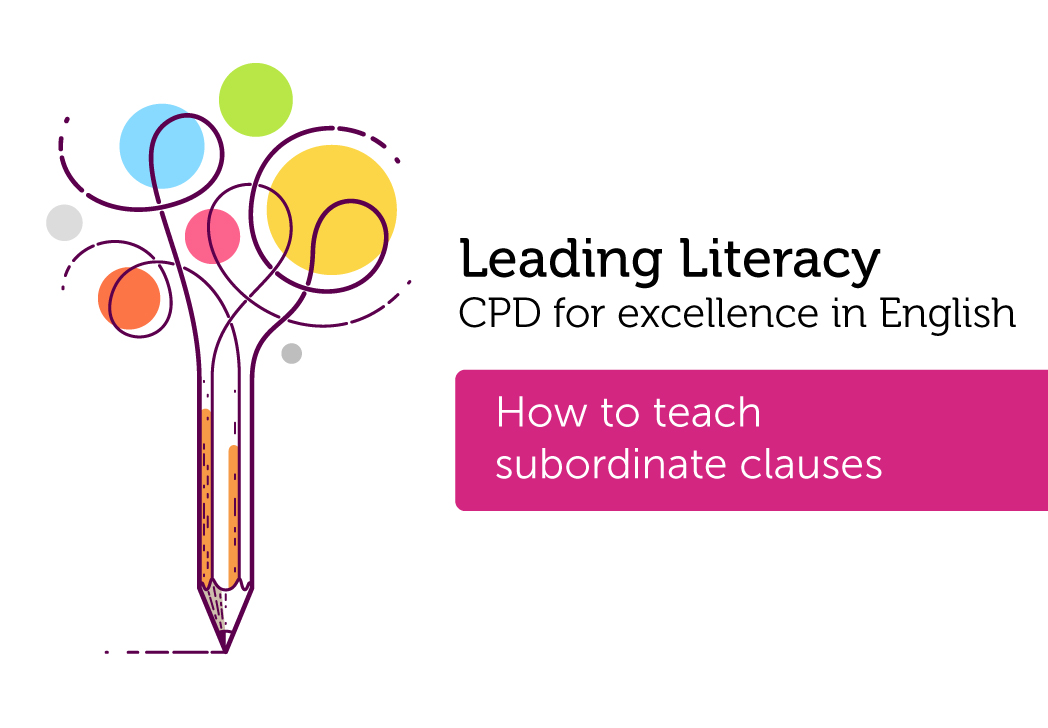 Leading Literacy
CPD for excellence in English
How to teach
subordinate clauses